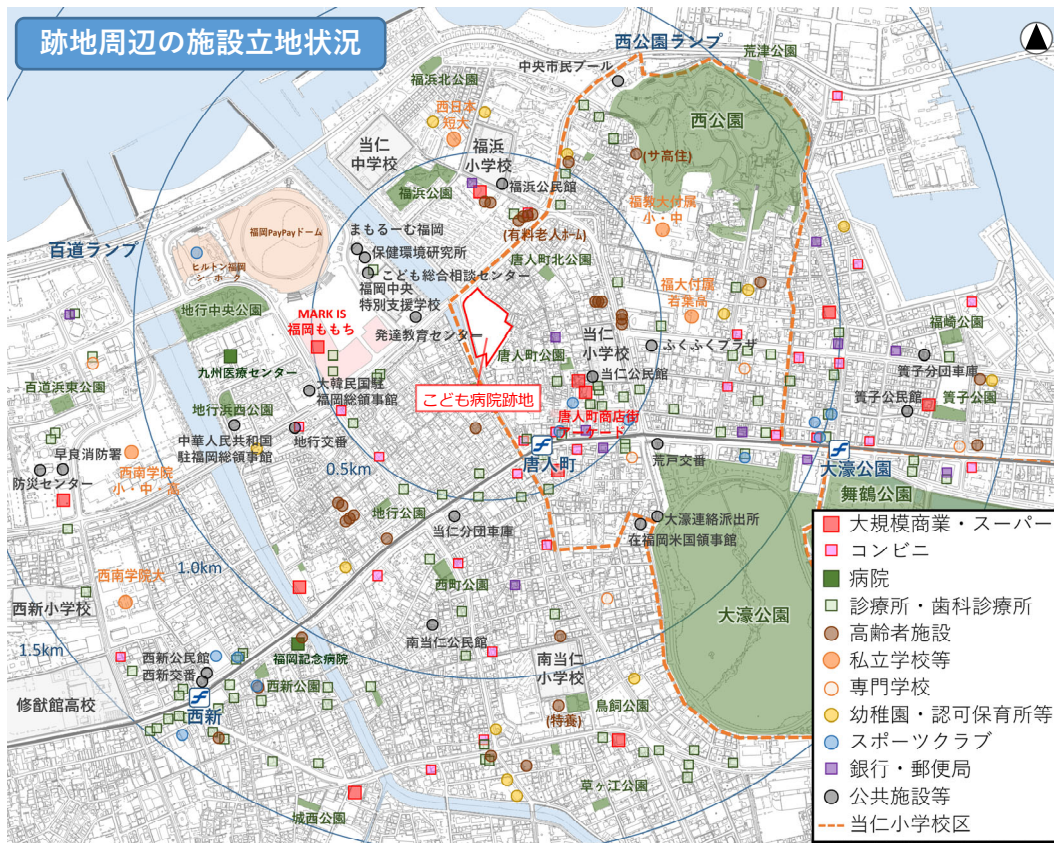 跡地周辺の施設立地状況
西公園ランプ
荒津公園
中央市民プール
福浜北公園
西日本
短大
西公園
当仁
中学校
福浜
小学校
(サ高住)
福浜公民館
福浜公園
福教大付属
小・中
まもるーむ福岡
(有料老人ﾎｰﾑ)
百道ランプ
福岡PayPayドーム
保健環境研究所
唐人町北公園
こども総合相談センター
ヒルトン福岡
シーホーク
福岡中央
特別支援学校
福大付属
若葉高
地行中央公園
MARK IS
福岡ももち
発達教育センター
当仁
小学校
福崎公園
ふくふくプラザ
唐人町公園
九州医療センター
当仁公民館
簀子分団車庫
百道浜東公園
大韓民国駐
福岡総領事館
こども病院跡地
簀子公民館
簀子公園
地行浜西公園
唐人町商店街
アーケード
中華人民共和国
駐福岡総領事館
地行交番
早良消防署
荒戸交番
唐人町
大濠公園
防災センター
西南学院
小・中・高
0.5km
舞鶴公園
地行公園
当仁分団車庫
大濠連絡派出所
在福岡米国領事館
1.0km
西南学院大
西町公園
西新小学校
大濠公園
南当仁公民館
1.5km
西新公民館
西新交番
福岡記念病院
南当仁
小学校
西新公園
修猷館高校
西新
鳥飼公園
(特養)
草ヶ江公園
城西公園
大規模商業・スーパー
コンビニ
病院
診療所・歯科診療所
高齢者施設
私立学校等
専門学校
幼稚園・認可保育所等
スポーツクラブ
銀行・郵便局
公共施設等
当仁小学校区